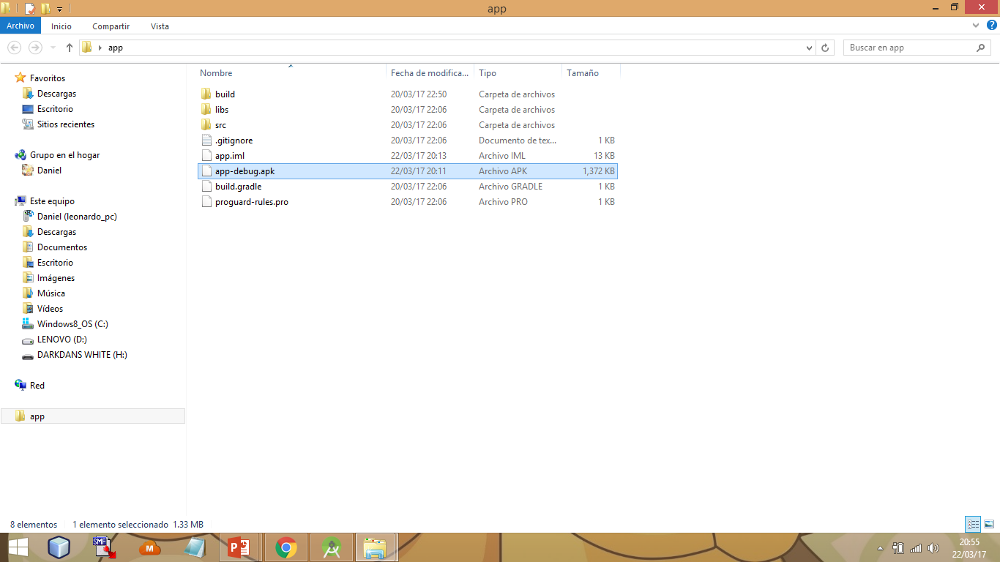 app
Archivo Inicio Compartir Vista
app Buscar en app
Nombre Fecha de modifica... Tipo Tamaño
build 20/03/17 22:50 Carpeta de archivos
libs 20/03/17 22:06 Carpeta de archivos
src 20/03/17 22:06 Carpeta de archivos
.gitignore 20/03/17 22:06 Documento de tex... 1 KB
app.iml 22/03/17 20:13 Archivo IML 13 KB
app-debug.apk 22/03/17 20:11 Archivo APK 1,372 KB
build.gradle 20/03/17 22:06 Archivo GRADLE 1 KB
proguard-rules.pro 20/03/17 22:06 Archivo PRO 1 KB
Favoritos
Descargas
Escritorio
Sitios recientes
Grupo en el hogar
Daniel
Este equipo
Daniel (leonardo_pc)
Descargas
Documentos
Escritorio
Imágenes
Música
Vídeos
Windows8_OS (C:)
LENOVO (D:)
DARKDANS WHITE (H:)
Red
app
8 elementos 1 elemento seleccionado 1.33 MB
SMF
20:55
22/03/17